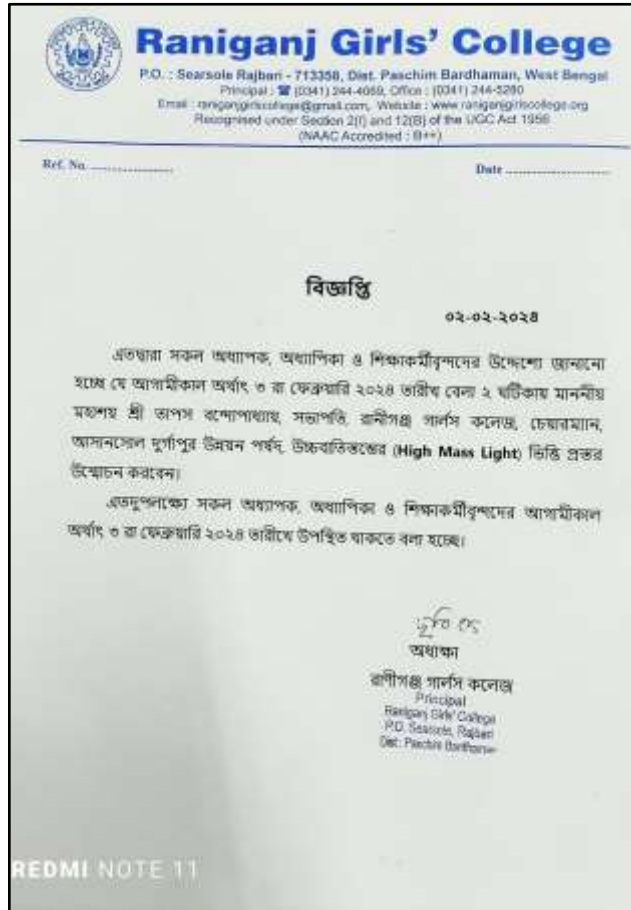 Raniganj Girls' College
P.O. : Searsole Rajbari - 713358, Dist. Paschim Bardhaman, West Bengal
Principal : ☎ (0341) 244-4069, Office : (0341) 244-5280
Email : raniganjgirlscollege@gmail.com, Website : www.raniganjgirlscollege.org
Recognised under Section 2(f) and 12(B) of the UGC Act 1956
(NAAC Accredited : B++)
Ref. No. ....................
Date .........................
বিজ্ঞপ্তি
০২-০২-২০২৪
এতদ্বারা সকল অধ্যাপক, অধ্যাপিকা ও শিক্ষাকর্মীবৃন্দদের উদ্দেশ্যে জানানো
হচ্ছে যে আগামীকাল অর্থাৎ ৩ রা ফেব্রুয়ারি ২০২৪ তারীখ বেলা ২ ঘটিকায় মাননীয়
মহাশয় শ্রী তাপস বন্দোপাধ্যায়, সভাপতি, রানীগঞ্জ গার্লস কলেজ, চেয়ারম্যান,
আসানসোল দুর্গাপুর উন্নয়ন পর্ষদ, উচ্চবাতিস্তম্ভের (High Mass Light) ভিত্তি প্রস্তর
উন্মোচন করবেন।
এতদুপলক্ষ্যে সকল অধ্যাপক, অধ্যাপিকা ও শিক্ষাকর্মীবৃন্দদের আগামীকাল
অর্থাৎ ৩ রা ফেব্রুয়ারি ২০২৪ তারীখে উপস্থিত থাকতে বলা হচ্ছে।
অধ্যক্ষা
রাণীগঞ্জ গার্লস কলেজ
Principal
Raniganj Girls' College
P.O. Searsole, Rajbari
Dist.: Paschim Bardhaman
REDMI NOTE 11